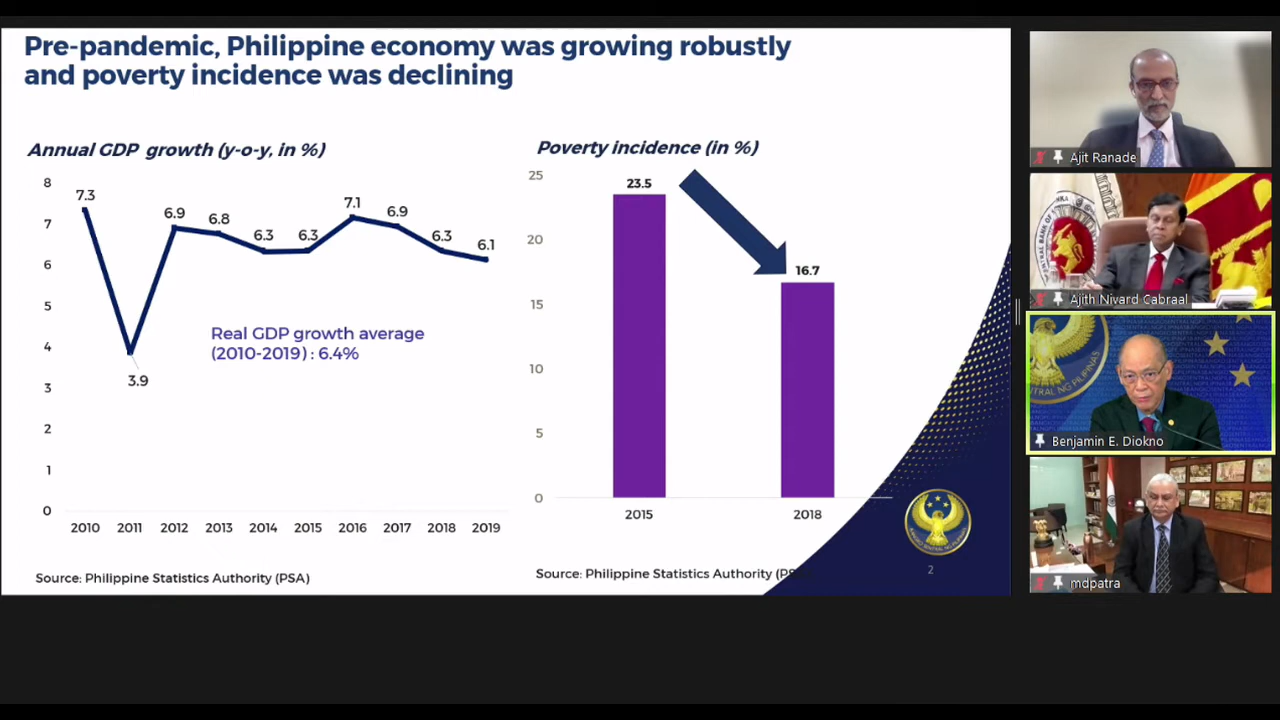 Pre-pandemic, Philippine economy was growing robustly
and poverty incidence was declining
Annual GDP growth (y-o-y, in %)
8
7
6
5
4
3
2
1
0
7.3
3.9
6.9
6.8
6.3
6.3
7.1
6.9
6.3
6.1
Real GDP growth average
(2010-2019) : 6.4%
2010 2011 2012 2013 2014 2015 2016 2017 2018 2019
Source: Philippine Statistics Authority (PSA)
Poverty incidence (in %)
25
20
15
10
5
0
23.5
16.7
2015 2018
Source: Philippine Statistics Authority
2
Ajit Ranade
Ajith Nivard Cabraal
Benjamin E. Diokno
mdpatra